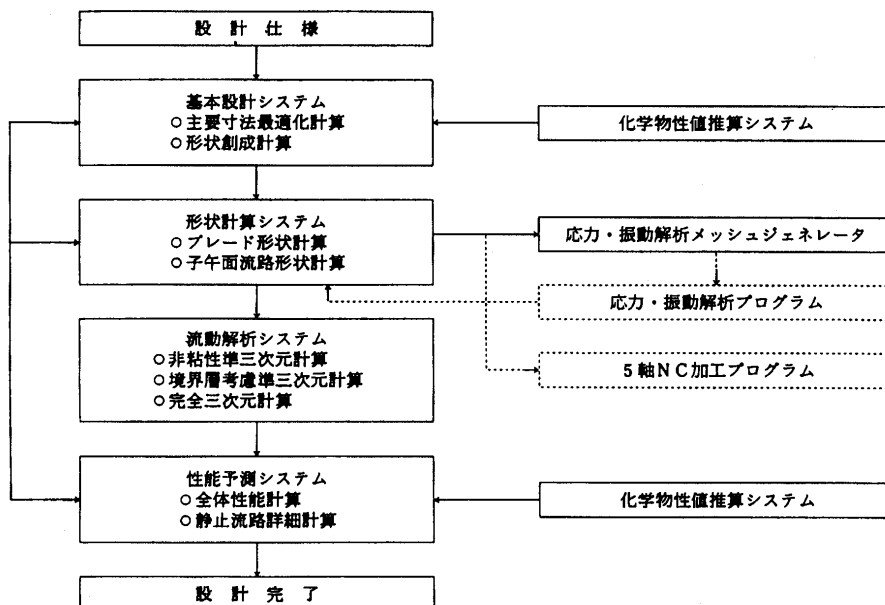 設計仕様
基本設計システム
○主要寸法最適化計算
○形状創成計算
化学物性値推算システム
形状計算システム
○ブレード形状計算
○子午面流路形状計算
応力・振動解析メッシュジェネレータ
応力・振動解析プログラム
流動解析システム
○非粘性準三次元計算
○境界層考慮準三次元計算
○完全三次元計算
5軸NC加工プログラム
性能予測システム
○全体性能計算
○静止流路詳細計算
化学物性値推算システム
設計完了